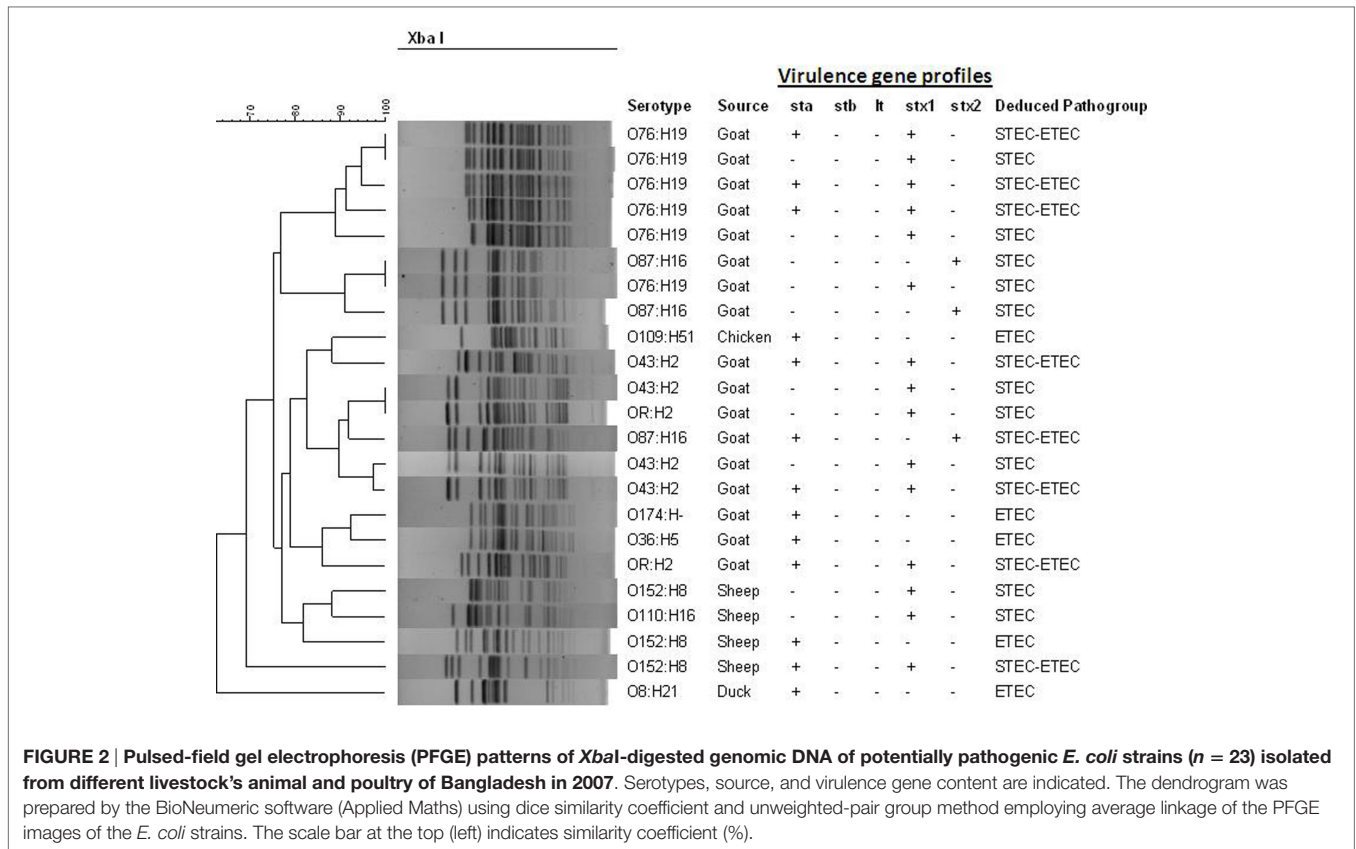 Xba I
Virulence gene profiles
-70 -80 -90 -100
Serotype Source sta stb lt stx1 stx2 Deduced Pathogroup
O76:H19 Goat + - - + - STEC-ETEC
O76:H19 Goat - - - + - STEC
O76:H19 Goat + - - + - STEC-ETEC
O76:H19 Goat + - - + - STEC-ETEC
O76:H19 Goat - - - + - STEC
O87:H16 Goat - - - - + STEC
O76:H19 Goat - - - + - STEC
O87:H16 Goat - - - - + STEC
O109:H51 Chicken + - - - - ETEC
O43:H2 Goat + - - + - STEC-ETEC
O43:H2 Goat - - - + - STEC
OR:H2 Goat - - - + - STEC
O87:H16 Goat + - - - + STEC-ETEC
O43:H2 Goat - - - + - STEC
O43:H2 Goat + - - + - STEC-ETEC
O174:H- Goat + - - - - ETEC
O36:H5 Goat + - - - - ETEC
OR:H2 Goat + - - + - STEC-ETEC
O152:H8 Sheep - - - + - STEC
O110:H16 Sheep - - - + - STEC
O152:H8 Sheep + - - - - ETEC
O152:H8 Sheep + - - + - STEC-ETEC
O8:H21 Duck + - - - - ETEC
FIGURE 2 | Pulsed-field gel electrophoresis (PFGE) patterns of XbaI-digested genomic DNA of potentially pathogenic E. coli strains (n = 23) isolated
from different livestock's animal and poultry of Bangladesh in 2007. Serotypes, source, and virulence gene content are indicated. The dendrogram was
prepared by the BioNeumeric software (Applied Maths) using dice similarity coefficient and unweighted-pair group method employing average linkage of the PFGE
images of the E. coli strains. The scale bar at the top (left) indicates similarity coefficient (%).